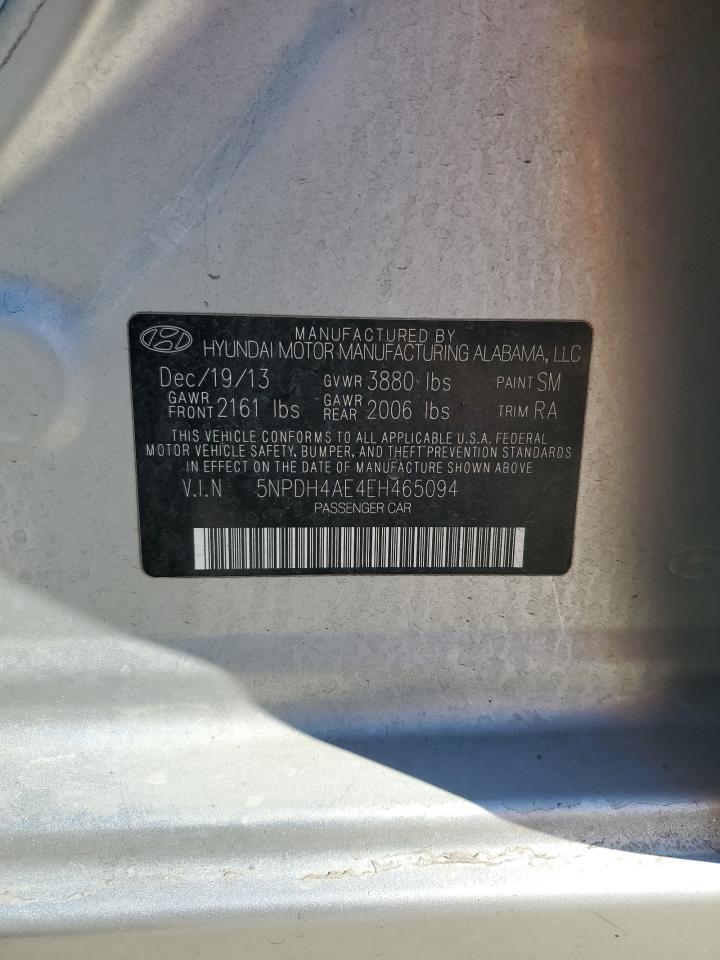 MANUFACTURED BY
HYUNDAI MOTOR MANUFACTURING ALABAMA, LLC
Dec/19/13 GVWR 3880 lbs PAINT SM
GAWR FRONT 2161 lbs GAWR REAR 2006 lbs TRIM RA
THIS VEHICLE CONFORMS TO ALL APPLICABLE U.S.A. FEDERAL
MOTOR VEHICLE SAFETY, BUMPER, AND THEFT PREVENTION STANDARDS
IN EFFECT ON THE DATE OF MANUFACTURE SHOWN ABOVE
V.I.N 5NPDH4AE4EH465094
PASSENGER CAR